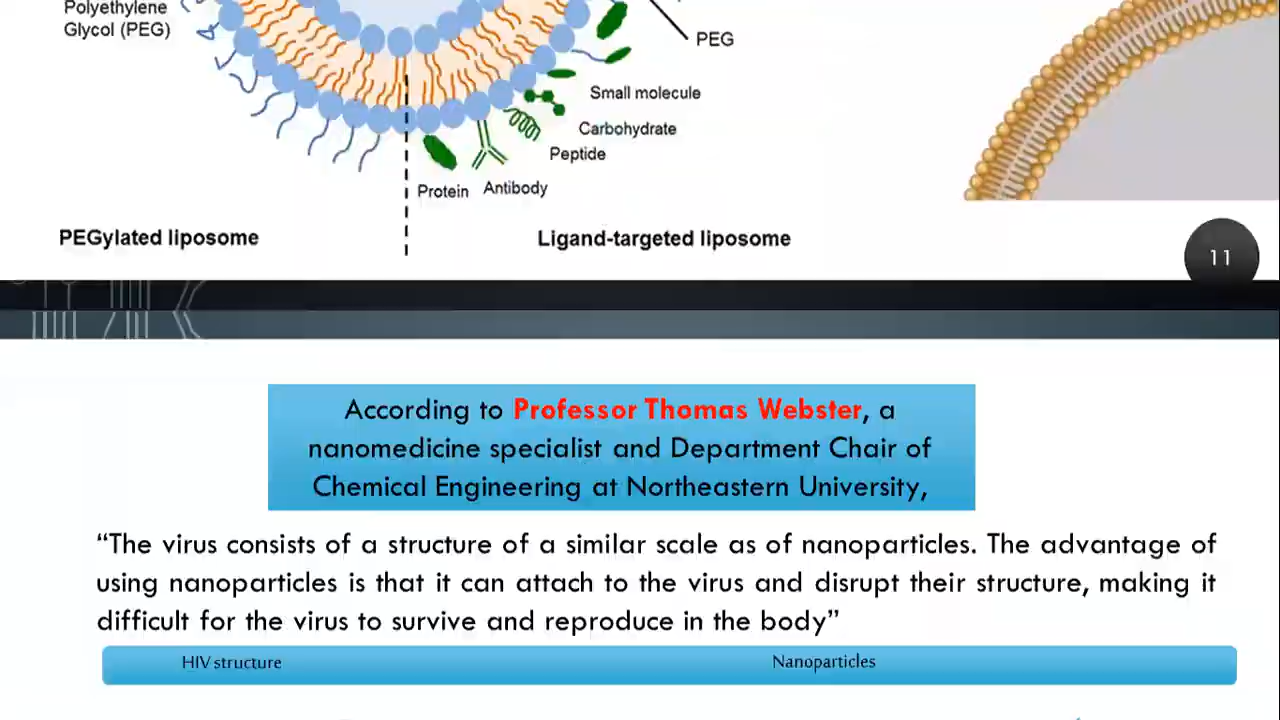 Polyethylene
Glycol (PEG)
PEG
Small molecule
Carbohydrate
Peptide
Protein Antibody
PEGylated liposome
Ligand-targeted liposome
11
According to Professor Thomas Webster, a
nanomedicine specialist and Department Chair of
Chemical Engineering at Northeastern University,
“The virus consists of a structure of a similar scale as of nanoparticles. The advantage of
using nanoparticles is that it can attach to the virus and disrupt their structure, making it
difficult for the virus to survive and reproduce in the body”
HIV structure
Nanoparticles